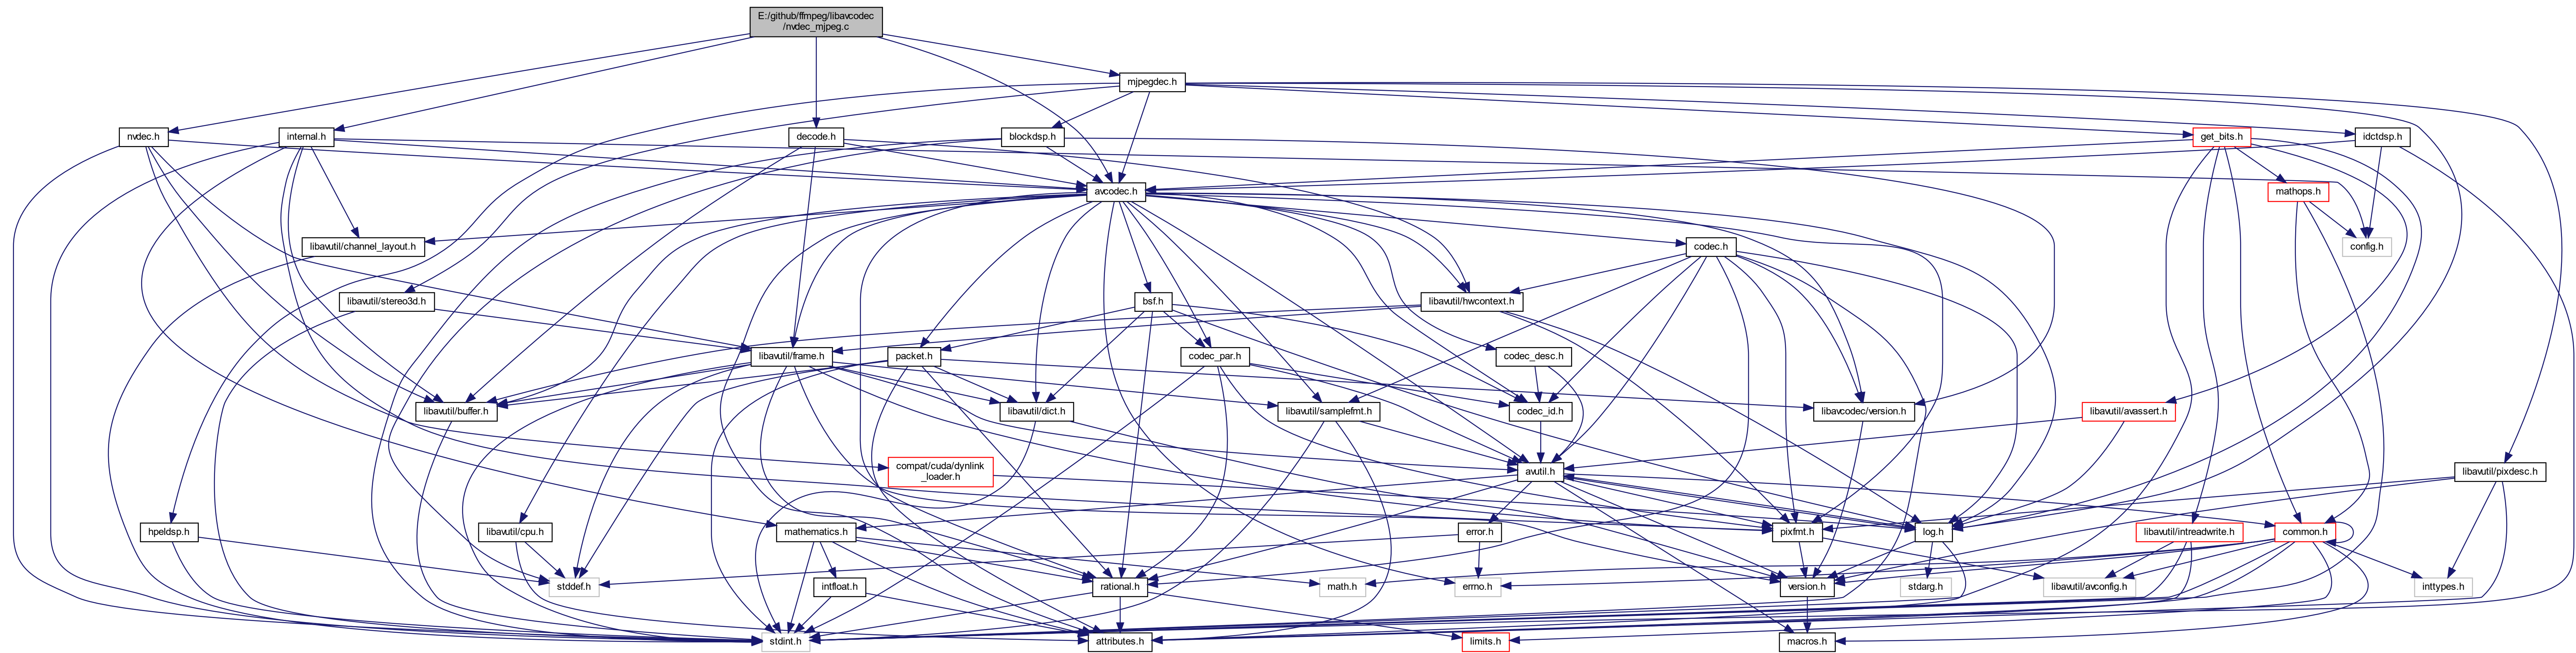 E:/github/ffmpeg/libavcodec
/nvdec_mjpeg.c
mjpegdec.h
nvdec.h
internal.h
decode.h
blockdsp.h
get_bits.h
idctdsp.h
avcodec.h
mathops.h
libavutil/channel_layout.h
codec.h
config.h
libavutil/stereo3d.h
bsf.h
libavutil/hwcontext.h
libavutil/frame.h
packet.h
codec_par.h
codec_desc.h
libavutil/buffer.h
libavutil/dict.h
libavutil/samplefmt.h
codec_id.h
libavcodec/version.h
libavutil/avassert.h
compat/cuda/dynlink
_loader.h
avutil.h
libavutil/pixdesc.h
hpeldsp.h
libavutil/cpu.h
mathematics.h
error.h
pixfmt.h
log.h
libavutil/intreadwrite.h
common.h
stddef.h
intfloat.h
rational.h
math.h
errno.h
version.h
stdarg.h
libavutil/avconfig.h
inttypes.h
stdint.h
attributes.h
limits.h
macros.h